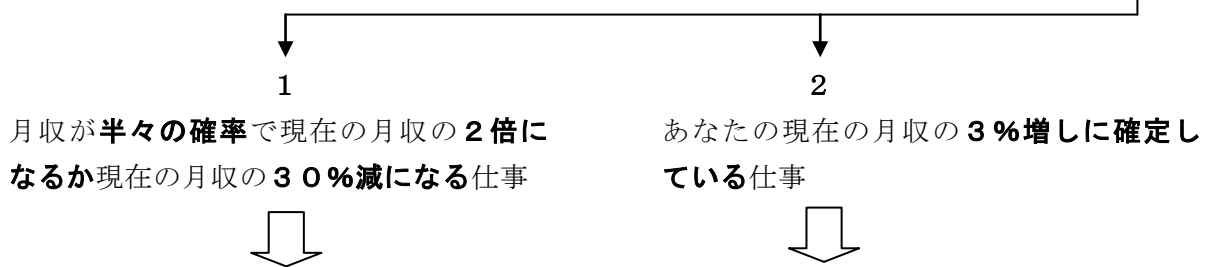 1
月収が半々の確率で現在の月収の２倍に
なるか現在の月収の３０％減になる仕事
2
あなたの現在の月収の３％増しに確定し
ている仕事